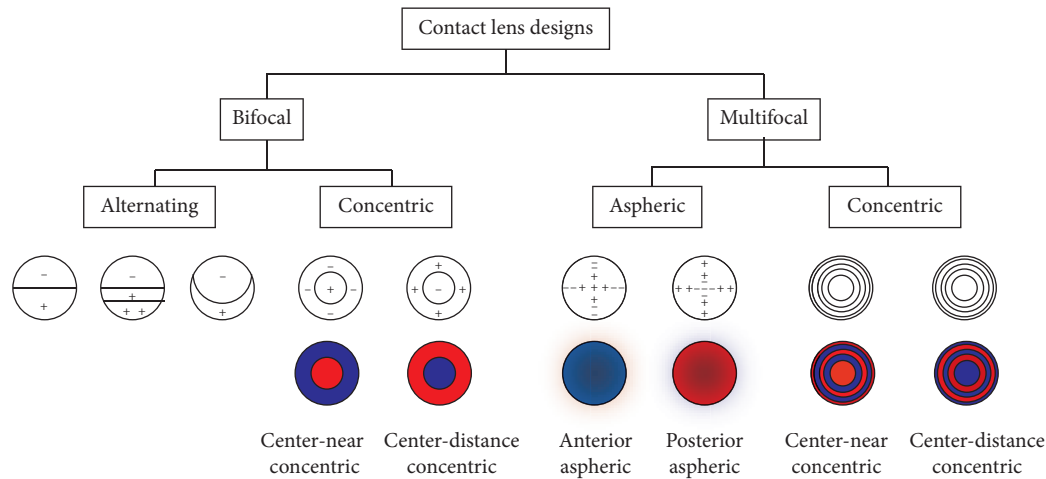 Contact lens designs
Bifocal
Multifocal
Alternating
Concentric
Aspheric
Concentric
Center-near
concentric
Center-distance
concentric
Anterior
aspheric
Posterior
aspheric
Center-near
concentric
Center-distance
concentric